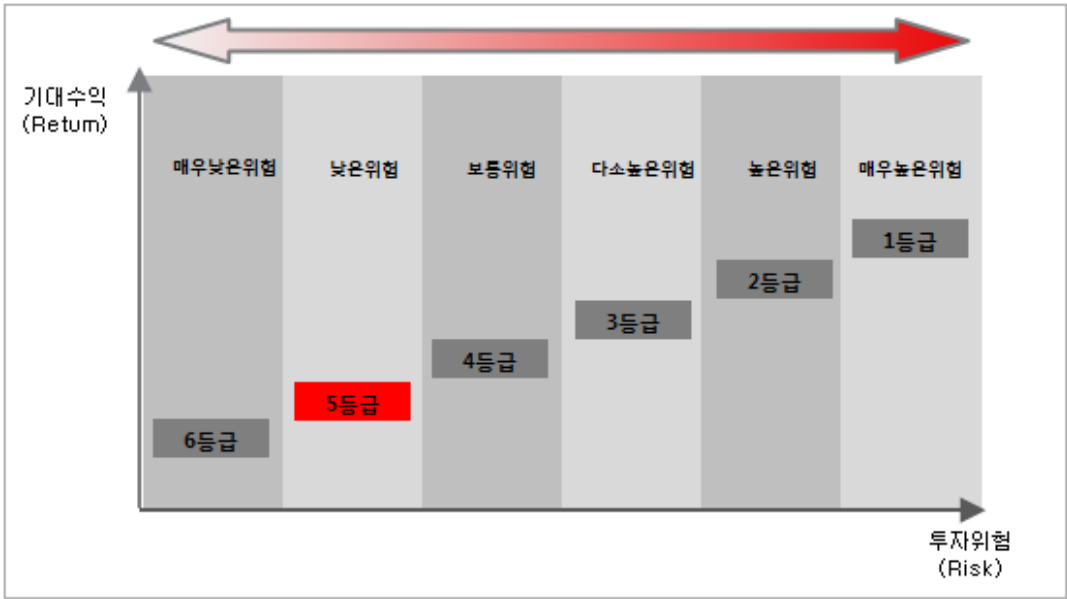 기대수익
(Return)
매우낮은위험
낮은위험
보통위험
다소높은위험
높은위험
매우높은위험
1등급
2등급
3등급
4등급
5등급
6등급
투자위험
(Risk)